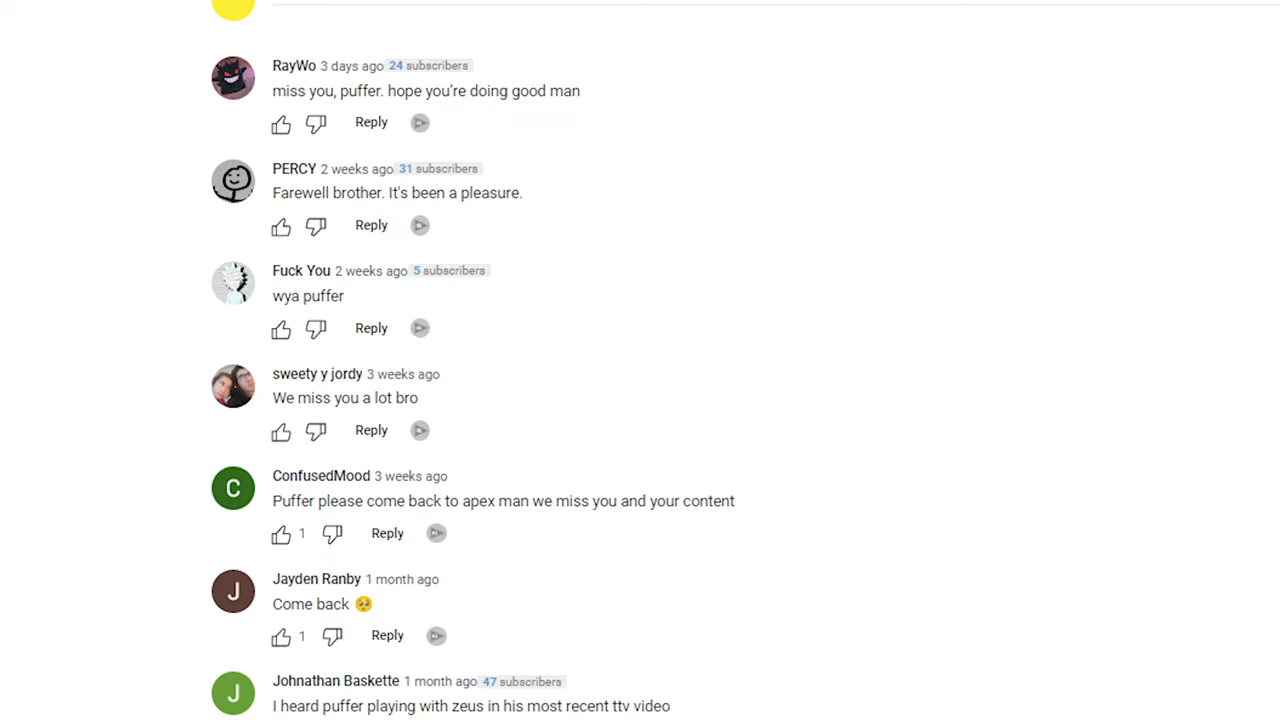 RayWo 3 days ago 24 subscribers
miss you, puffer. hope you're doing good man
Reply
PERCY 2 weeks ago 31 subscribers
Farewell brother. It's been a pleasure.
Reply
Fuck You 2 weeks ago 5 subscribers
wya puffer
Reply
sweety y jordy 3 weeks ago
We miss you a lot bro
Reply
C
ConfusedMood 3 weeks ago
Puffer please come back to apex man we miss you and your content
1 Reply
J
Jayden Ranby 1 month ago
Come back 🥺
1 Reply
J
Johnathan Baskette 1 month ago 47 subscribers
I heard puffer playing with zeus in his most recent ttv video